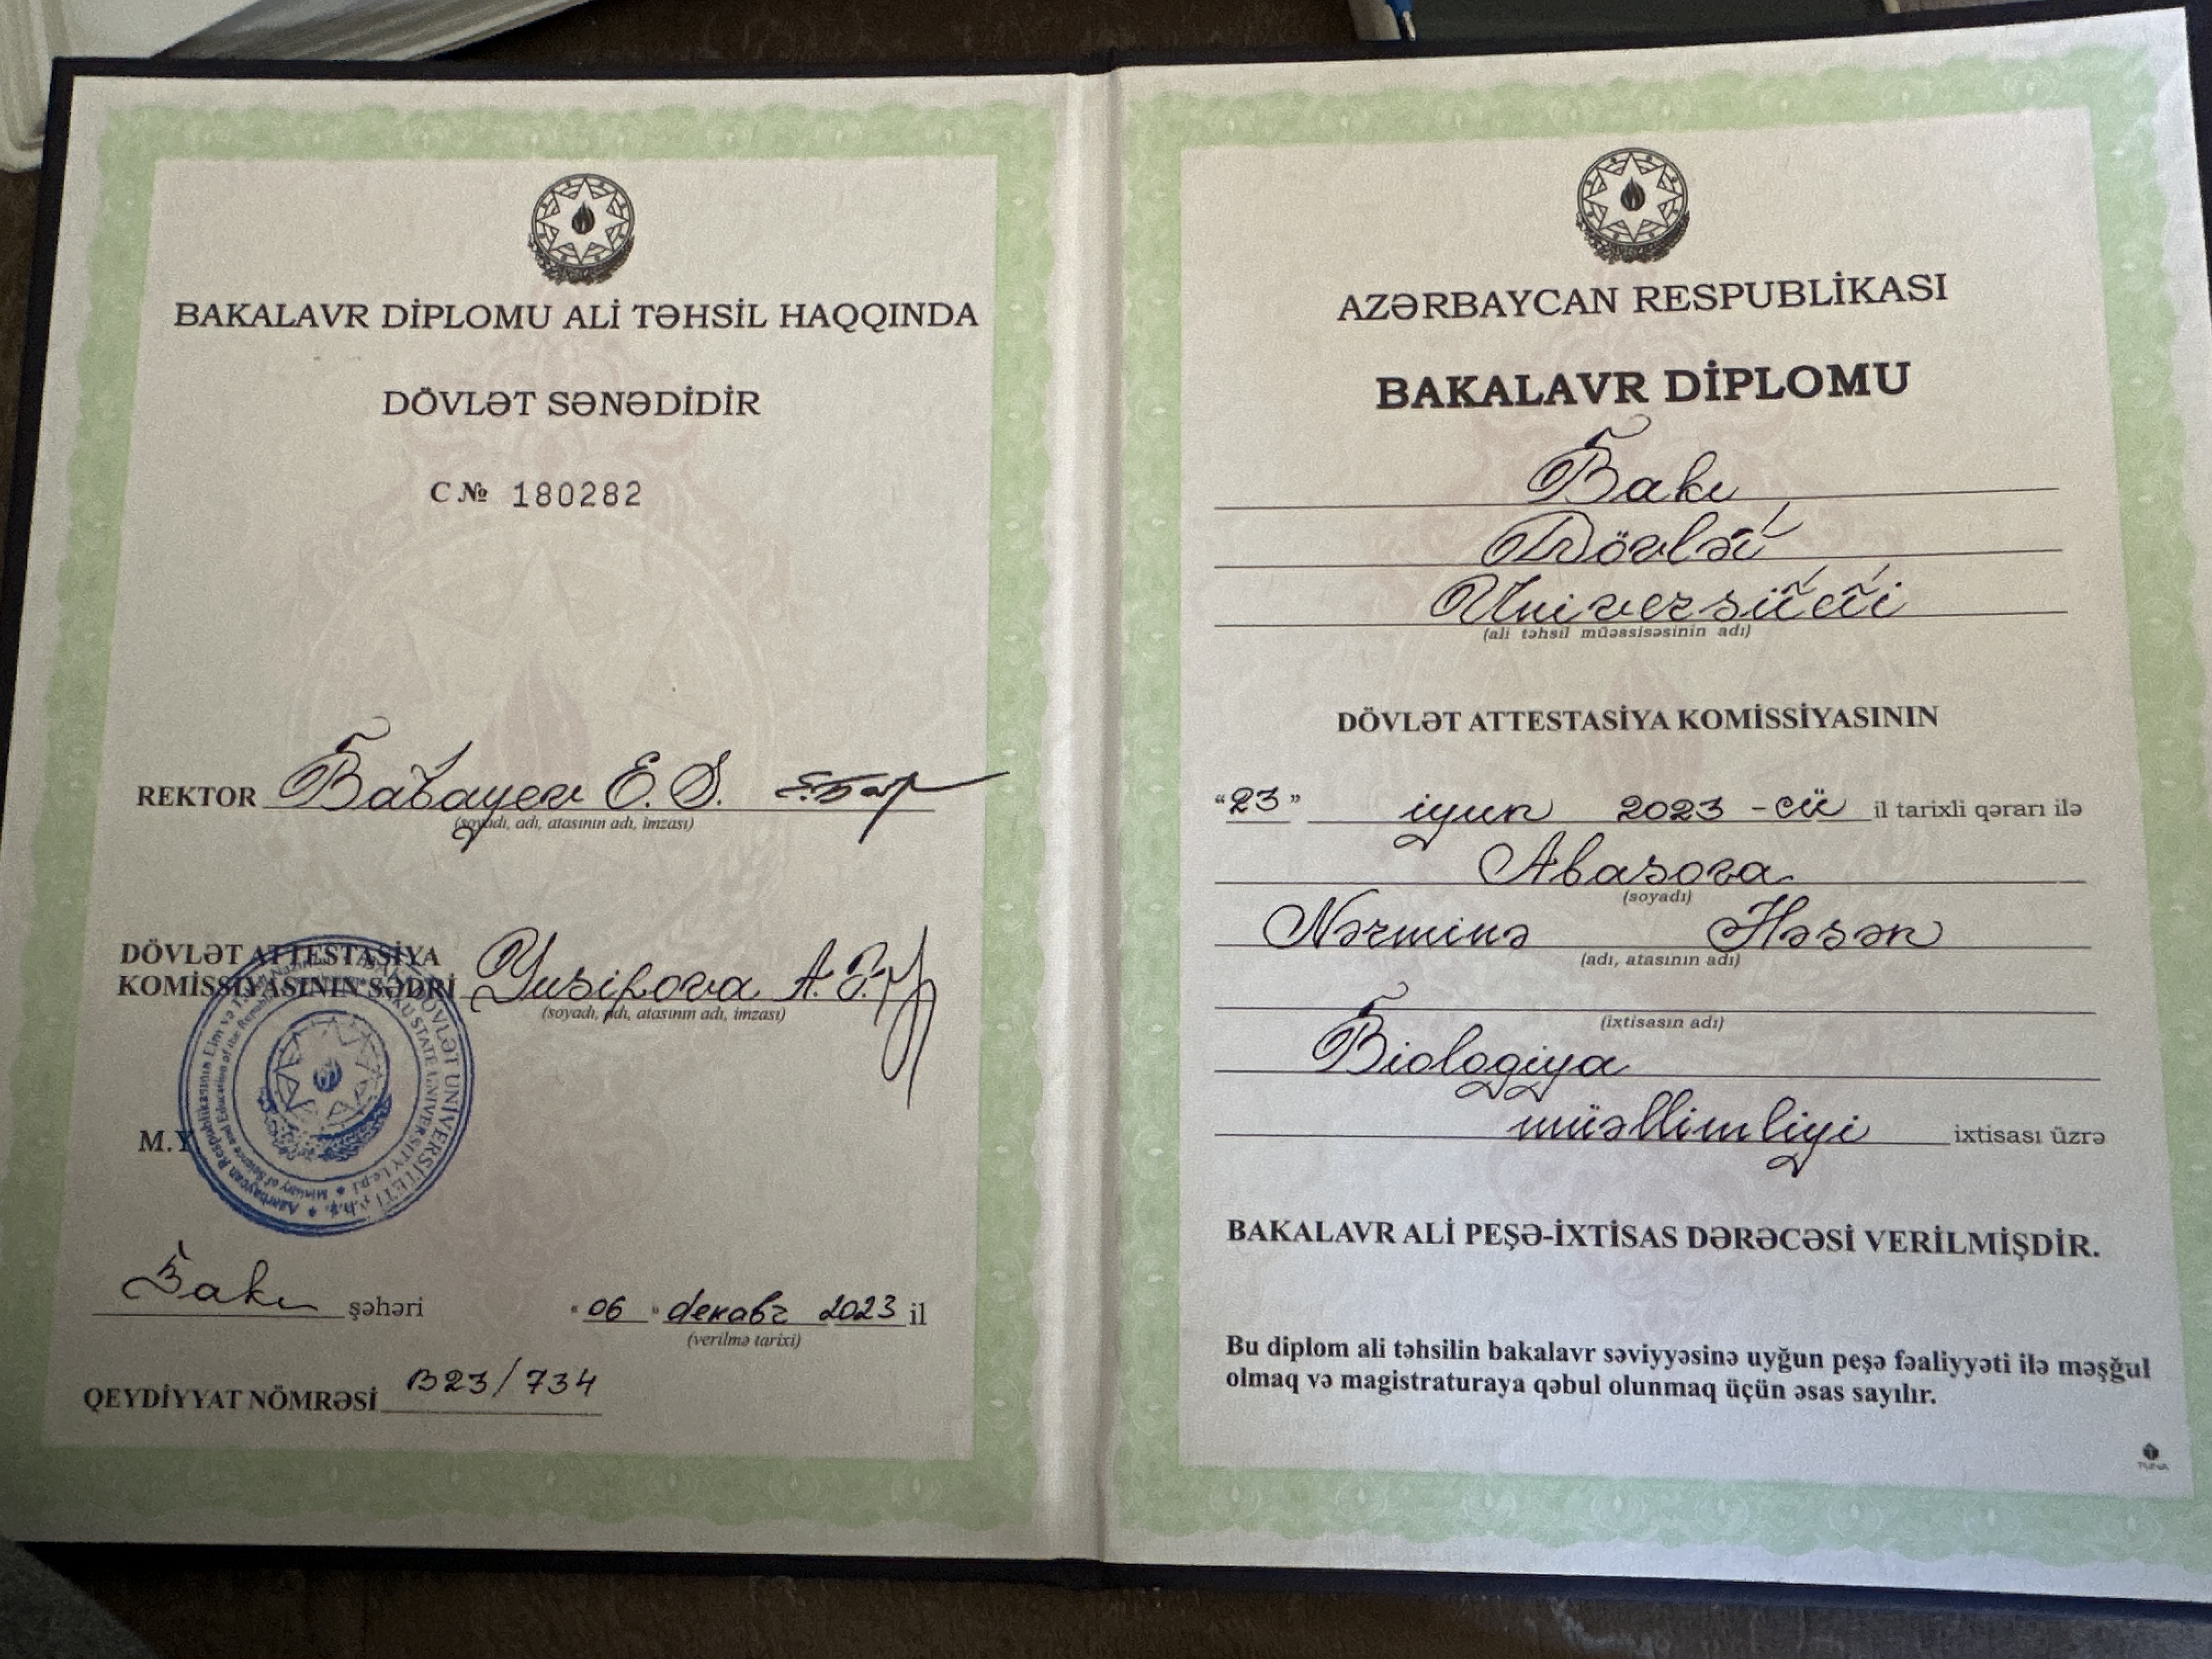 BAKALAVR DİPLOMU ALİ TƏHSİL HAQQINDA
DÖVLƏT SƏNƏDİDİR
C № 180282
REKTOR Babayev E. S.
(soyadı, adı, atasının adı, imzası)
DÖVLƏT ATTESTASİYA
KOMİSSİYASININ SƏDRİ Yusifova A.
(soyadı, adı, atasının adı, imzası)
M.Y
Bakı şəhəri "06" dekabr 2023 il
(verilmə tarixi)
QEYDİYYAT NÖMRƏSİ B23/734
AZƏRBAYCAN RESPUBLİKASI
BAKALAVR DİPLOMU
Bakı
Dövlət
Universiteti
(ali təhsil müəssisəsinin adı)
DÖVLƏT ATTESTASİYA KOMİSSİYASININ
"23" iyun 2023 -cü il tarixli qərarı ilə
Abasova
(soyadı)
Nərminə Həsən
(adı, atasının adı)
(ixtisasın adı)
Biologiya
müəllimliyi ixtisası üzrə
BAKALAVR ALİ PEŞƏ-İXTİSAS DƏRƏCƏSİ VERİLMİŞDİR.
Bu diplom ali təhsilin bakalavr səviyyəsinə uyğun peşə fəaliyyəti ilə məşğul
olmaq və magistraturaya qəbul olunmaq üçün əsas sayılır.
TUNA